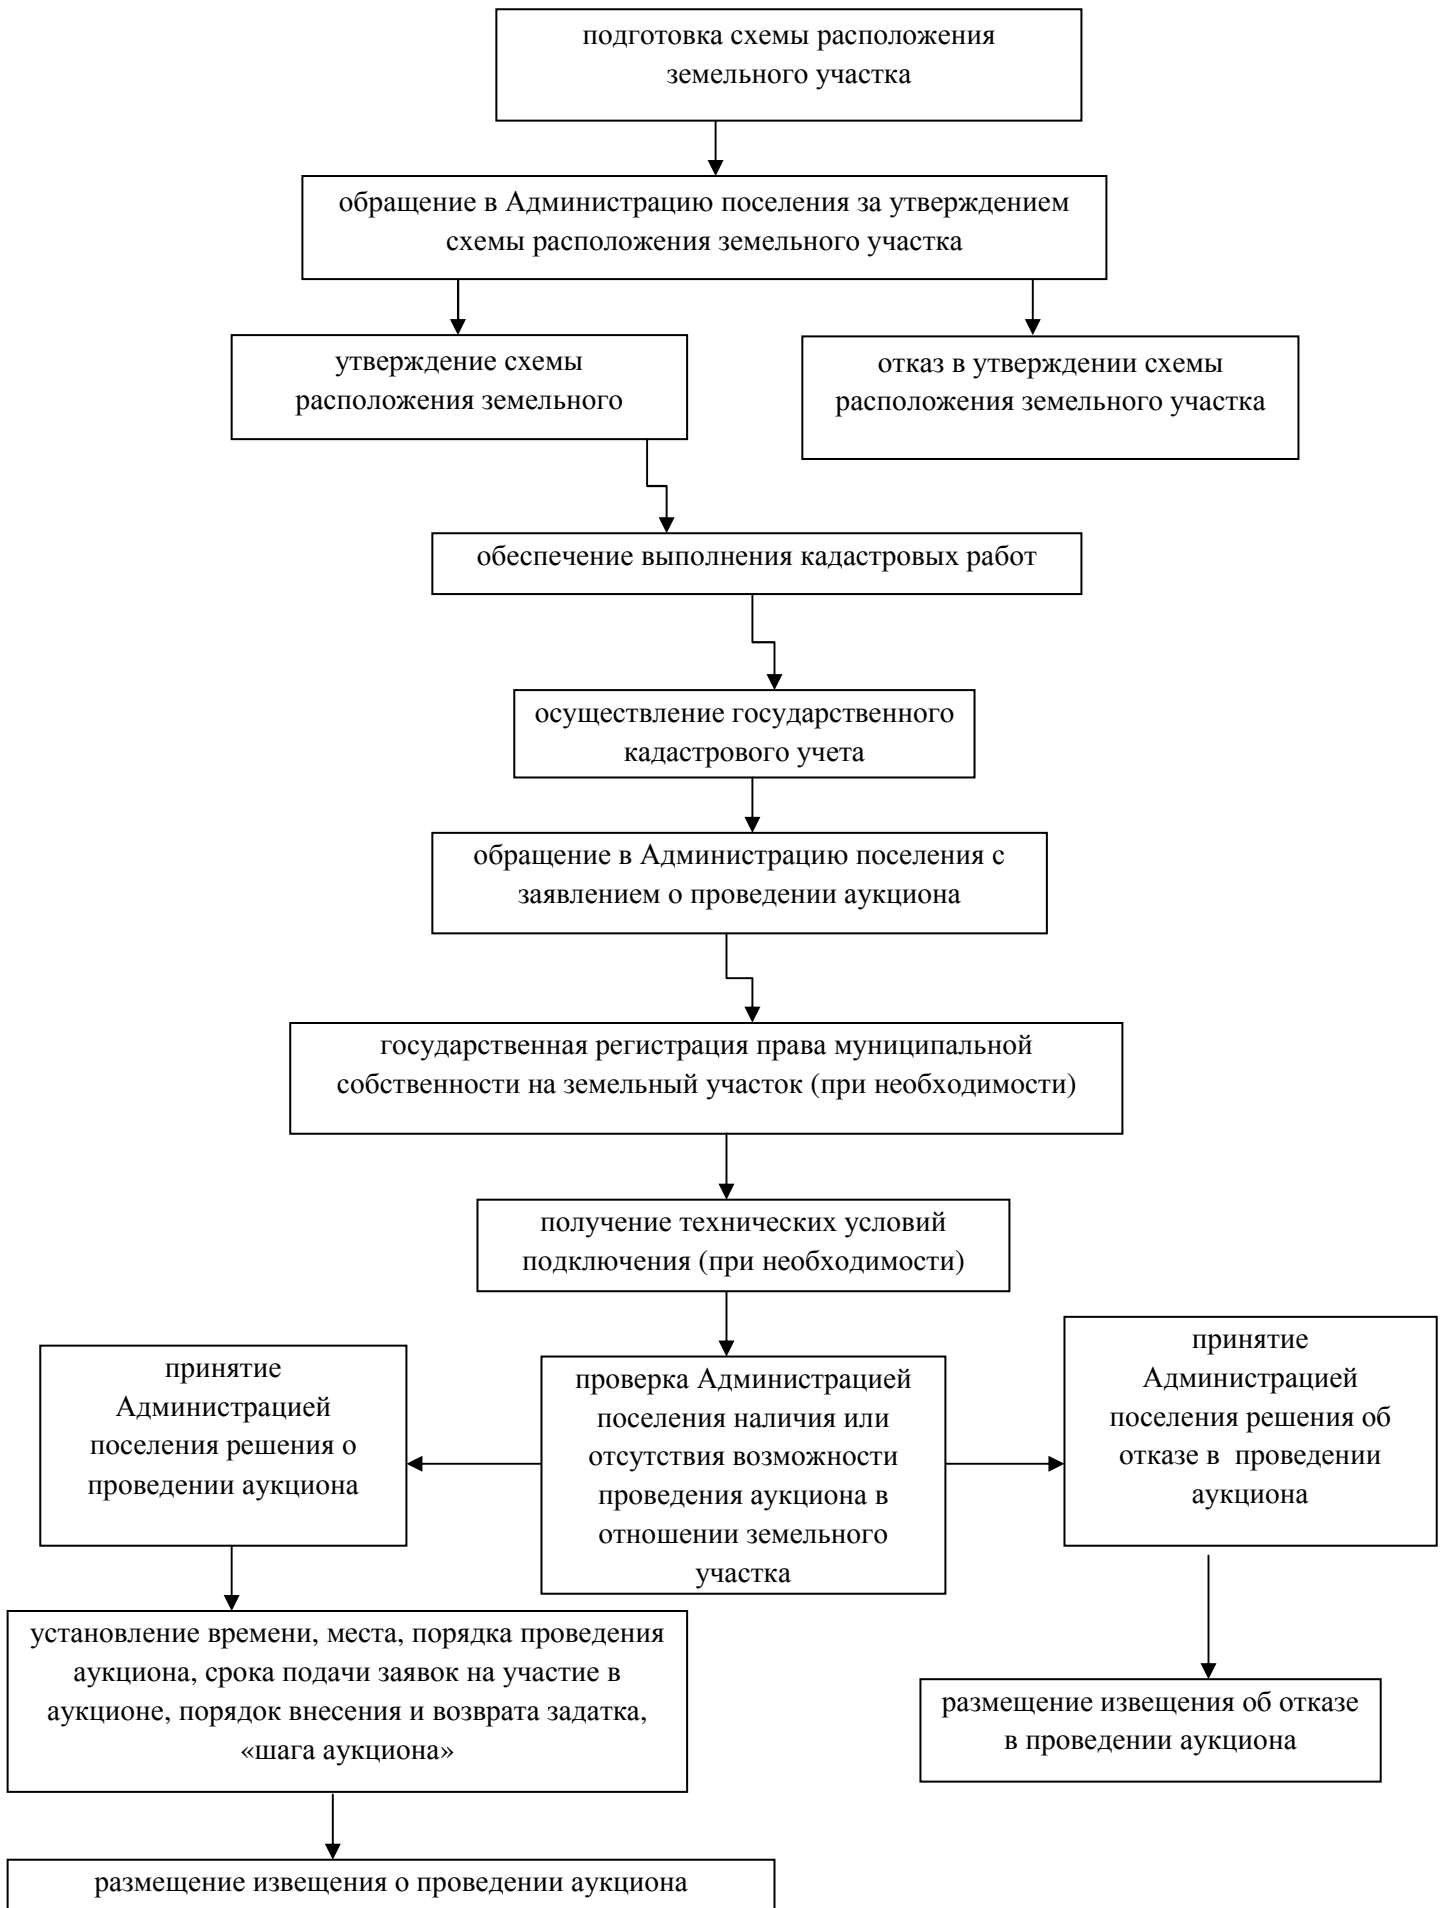 подготовка схемы расположения
земельного участка
обращение в Администрацию поселения за утверждением
схемы расположения земельного участка
утверждение схемы
расположения земельного
отказ в утверждении схемы
расположения земельного участка
обеспечение выполнения кадастровых работ
осуществление государственного
кадастрового учета
обращение в Администрацию поселения с
заявлением о проведении аукциона
государственная регистрация права муниципальной
собственности на земельный участок (при необходимости)
получение технических условий
подключения (при необходимости)
принятие
Администрацией
поселения решения о
проведении аукциона
проверка Администрацией
поселения наличия или
отсутствия возможности
проведения аукциона в
отношении земельного
участка
принятие
Администрацией
поселения решения об
отказе в  проведении
аукциона
установление времени, места, порядка проведения
аукциона, срока подачи заявок на участие в
аукционе, порядок внесения и возврата задатка,
«шага аукциона»
размещение извещения об отказе
в проведении аукциона
размещение извещения о проведении аукциона